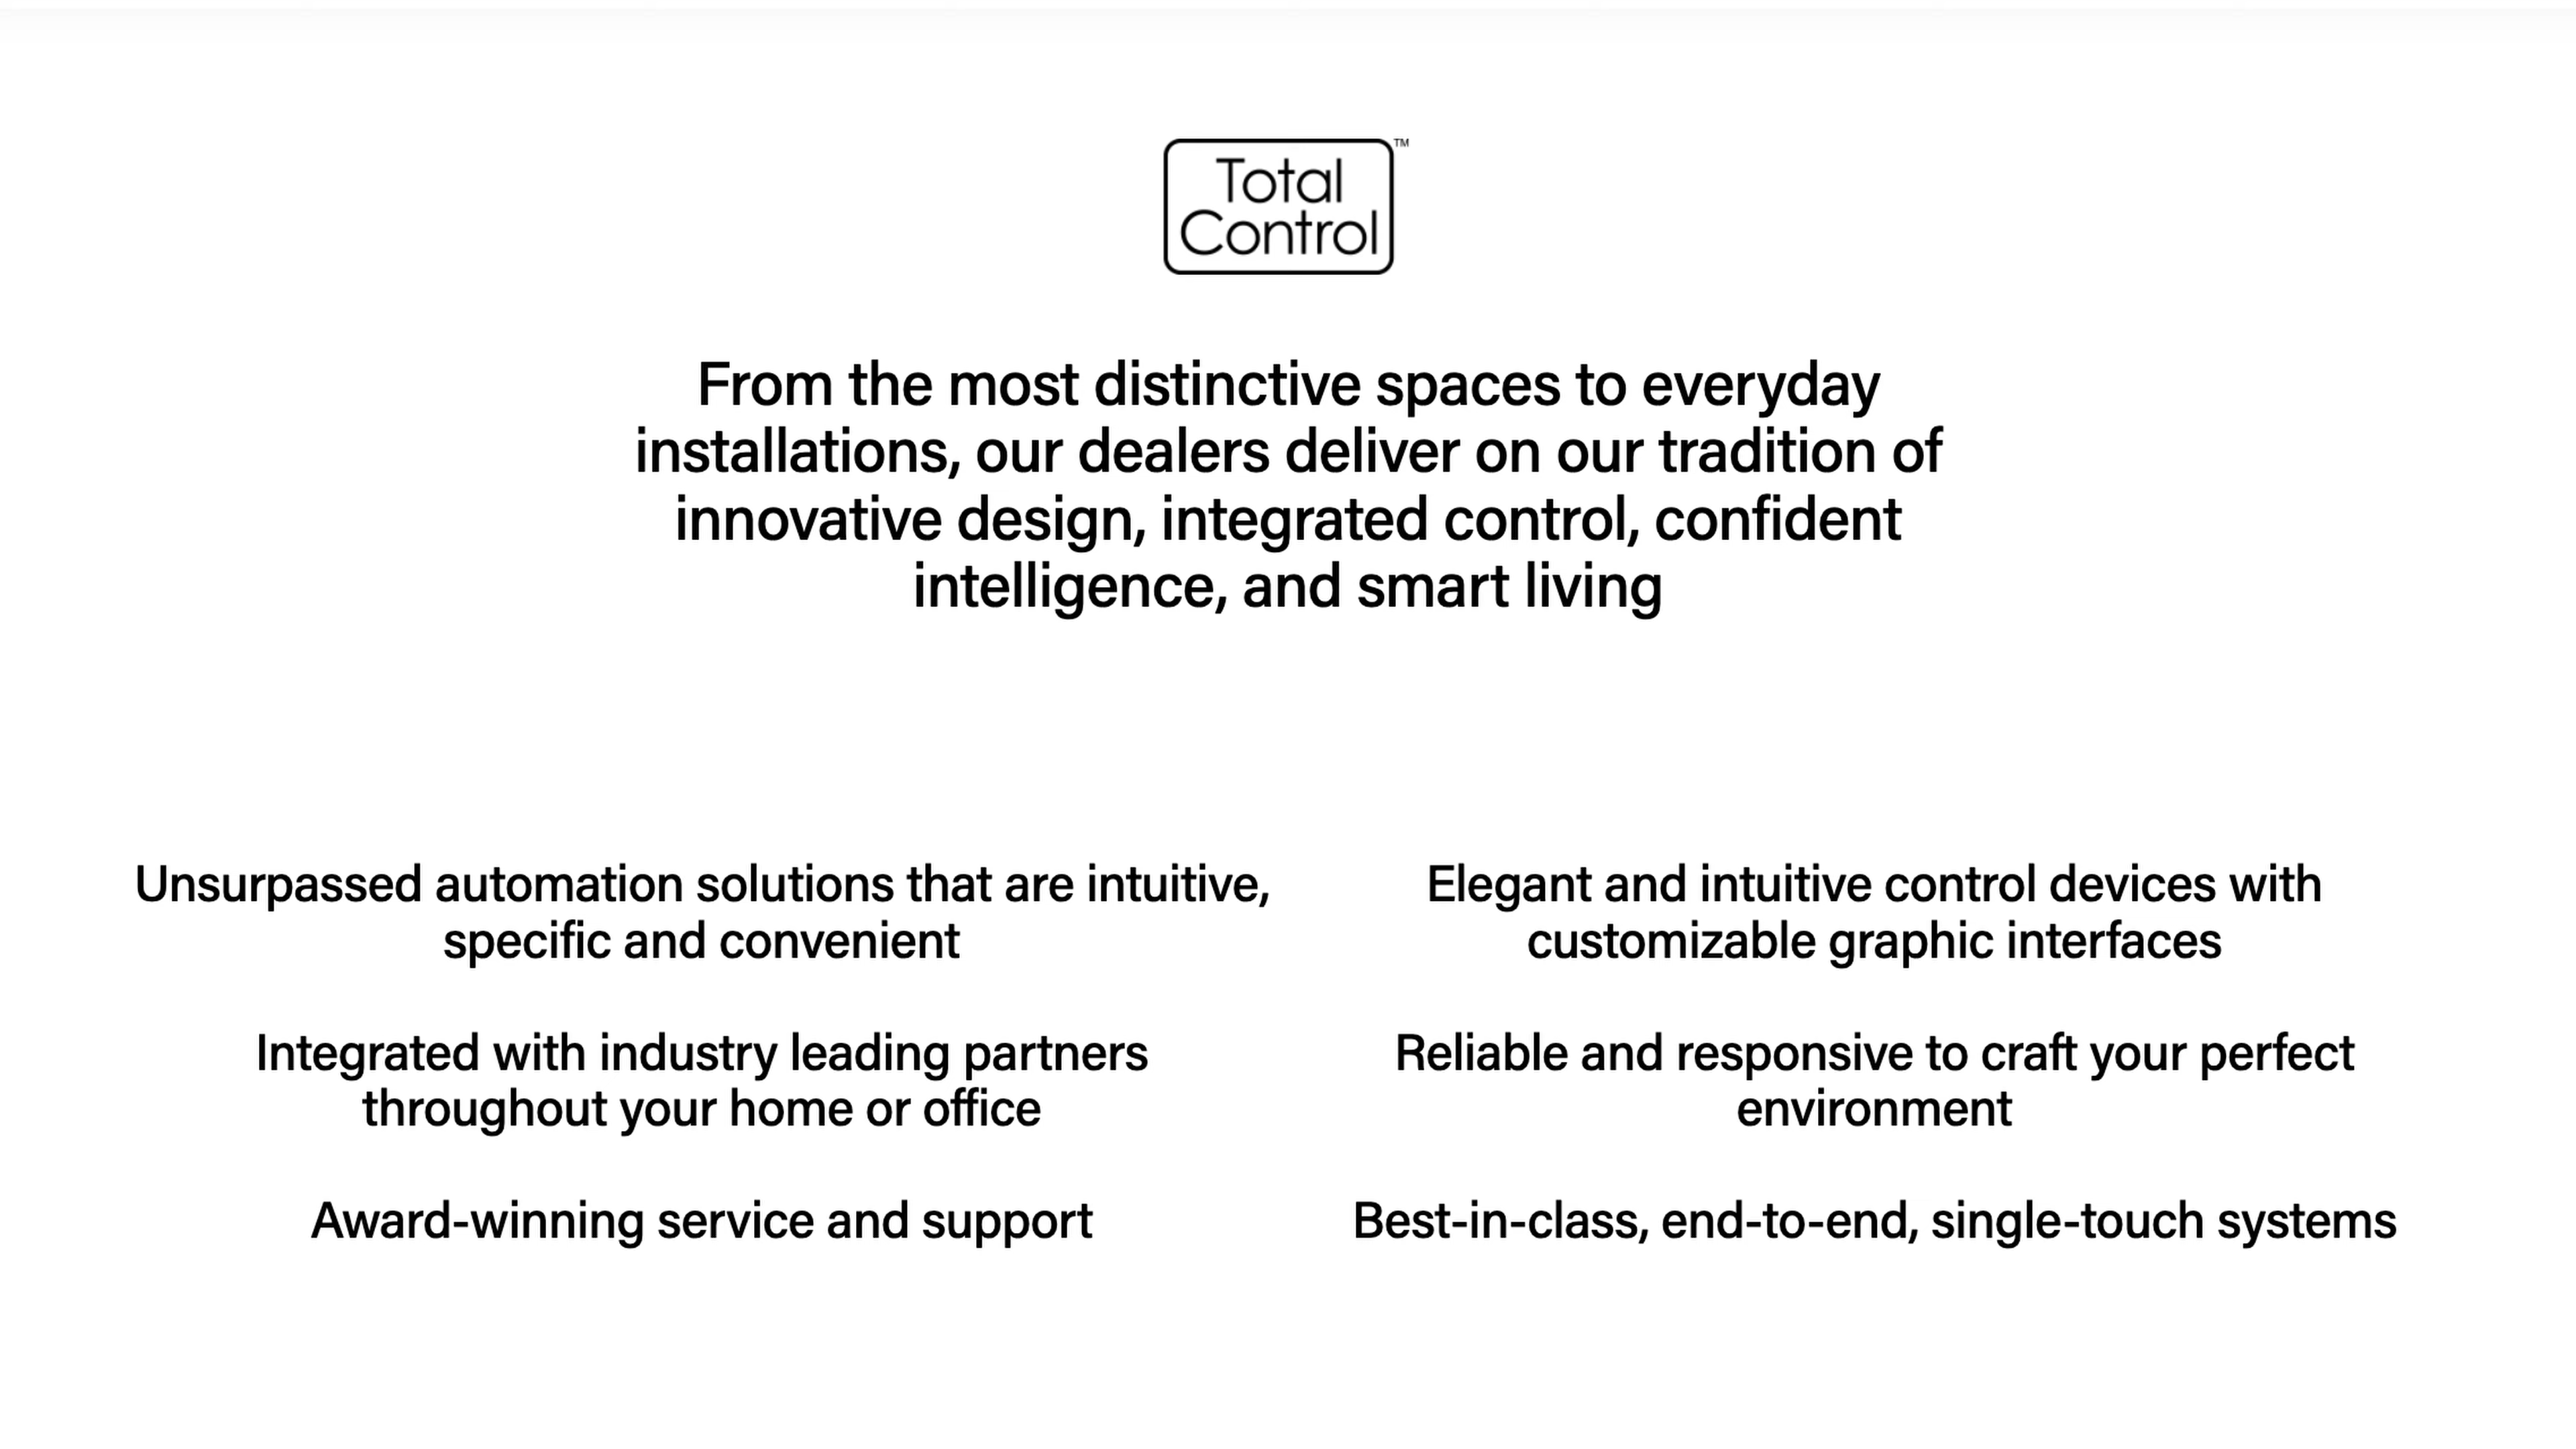 Total
Control
™
From the most distinctive spaces to everyday
installations, our dealers deliver on our tradition of
innovative design, integrated control, confident
intelligence, and smart living
Unsurpassed automation solutions that are intuitive,
specific and convenient
Integrated with industry leading partners
throughout your home or office
Award-winning service and support
Elegant and intuitive control devices with
customizable graphic interfaces
Reliable and responsive to craft your perfect
environment
Best-in-class, end-to-end, single-touch systems